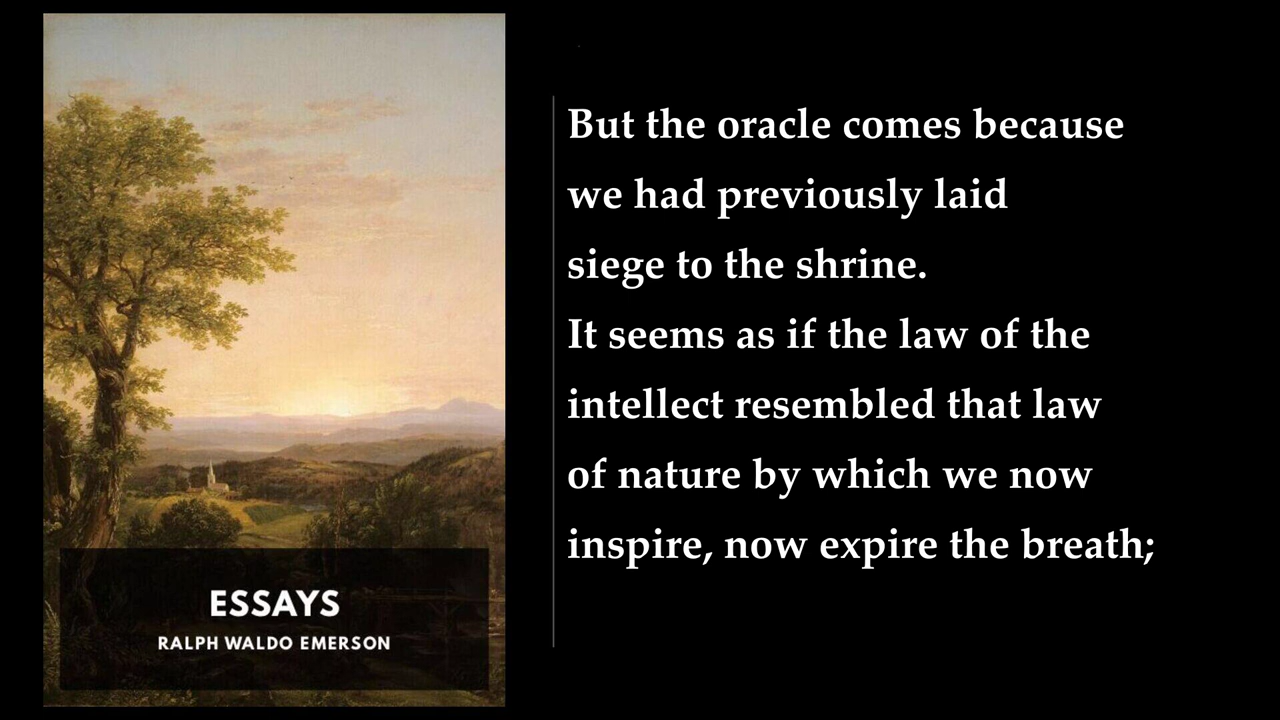 ESSAYS
RALPH WALDO EMERSON
But the oracle comes because
we had previously laid
siege to the shrine.
It seems as if the law of the
intellect resembled that law
of nature by which we now
inspire, now expire the breath;